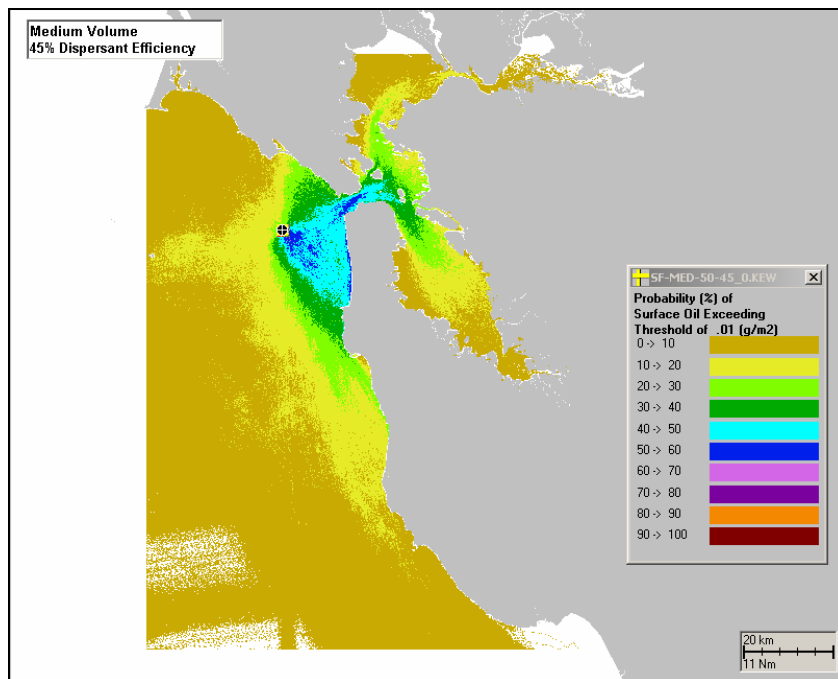 Medium Volume
45% Dispersant Efficiency
SF-MED-50-45_0.KEW
Probability (%) of
Surface Oil Exceeding
Threshold of .01 (g/m2)
0 -> 10
10 -> 20
20 -> 30
30 -> 40
40 -> 50
50 -> 60
60 -> 70
70 -> 80
80 -> 90
90 -> 100
20 km
11 Nm